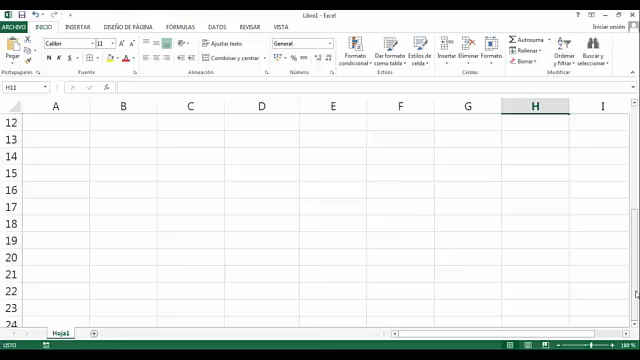 Libro1 - Excel
ARCHIVO INICIO INSERTAR DISEÑO DE PÁGINA FÓRMULAS DATOS REVISAR VISTA Iniciar sesión
Pegar Calibri 11 Ajustar texto General Formato condicional Dar formato como tabla Estilos de celda Insertar Eliminar Formato Autosuma Rellenar Borrar Ordenar y filtrar Buscar y seleccionar
N K S Combinar y centrar % 000
Portapapeles Fuente Alineación Número Estilos Celdas Modificar
H11 fx
A B C D E F G H I
12
13
14
15
16
17
18
19
20
21
22
23
24
Hoja1
LISTO 180 %